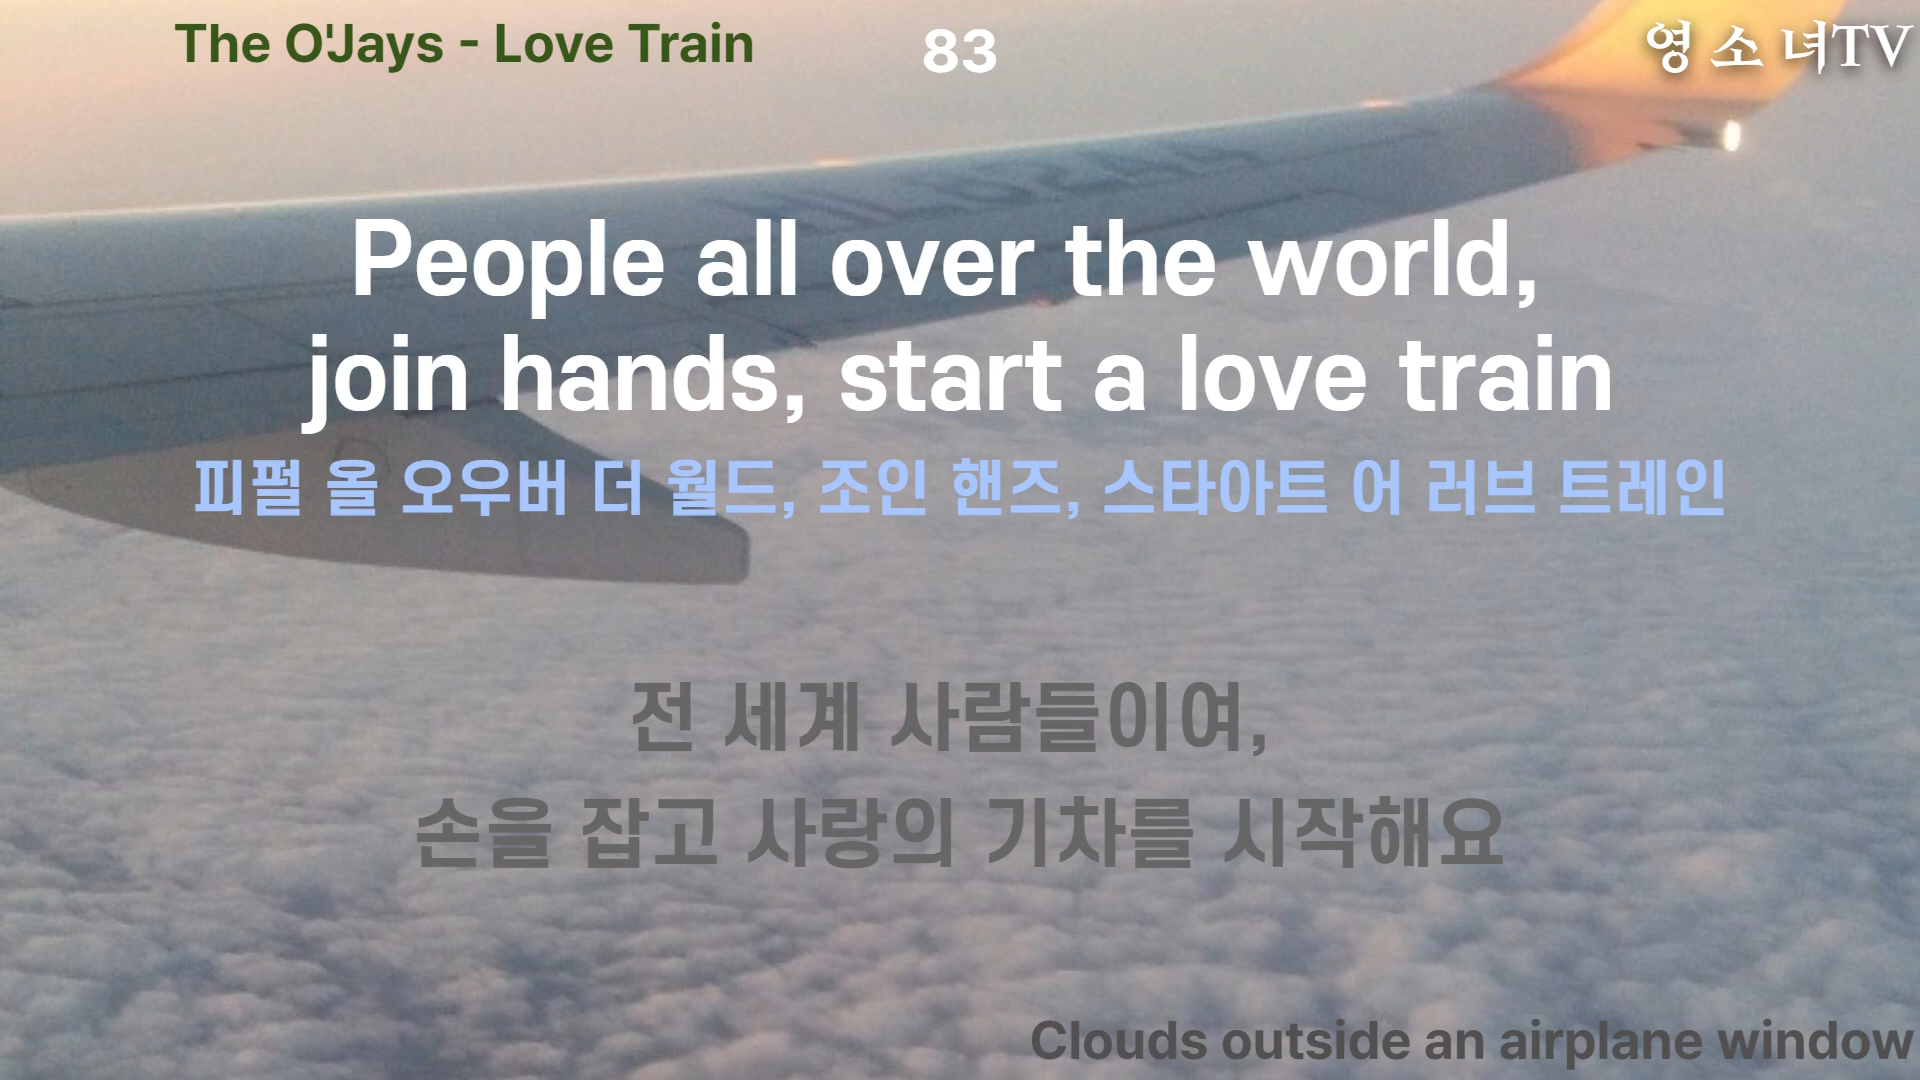 The O'Jays - Love Train
83
영 소 녀TV
People all over the world,
join hands, start a love train
피펄 올 오우버 더 월드, 조인 핸즈, 스타아트 어 러브 트레인
전 세계 사람들이여,
손을 잡고 사랑의 기차를 시작해요
Clouds outside an airplane window